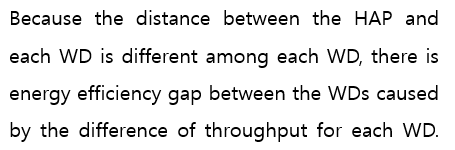 Because the distance between the HAP and
each WD is different among each WD, there is
energy efficiency gap between the WDs caused
by the difference of throughput for each WD.